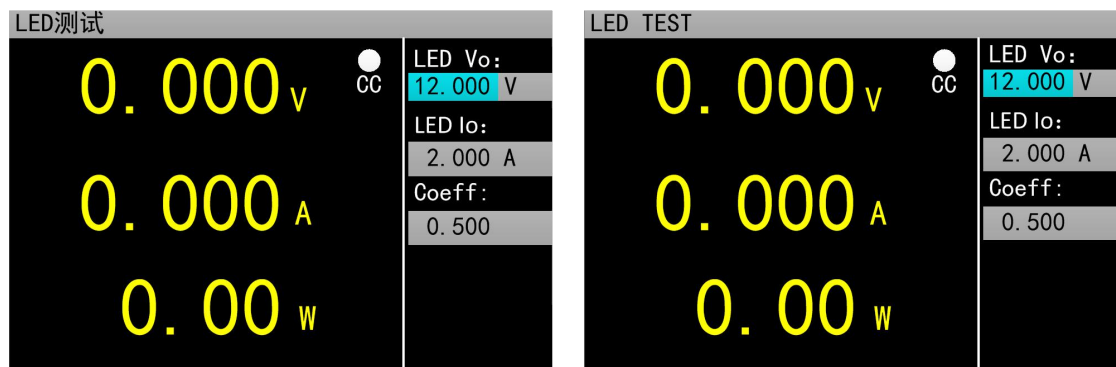 LED测试
0.000 V
CC
0.000 A
0.00 W
LED Vo:
12.000 V
LED Io:
2.000 A
Coeff:
0.500
LED TEST
0.000 V
CC
0.000 A
0.00 W
LED Vo:
12.000 V
LED Io:
2.000 A
Coeff:
0.500